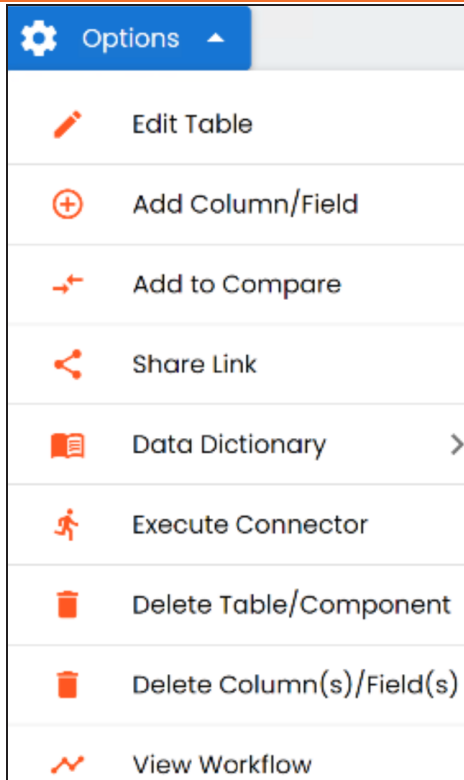 Options
Edit Table
Add Column/Field
Add to Compare
Share Link
Data Dictionary
Execute Connector
Delete Table/Component
Delete Column(s)/Field(s)
View Workflow